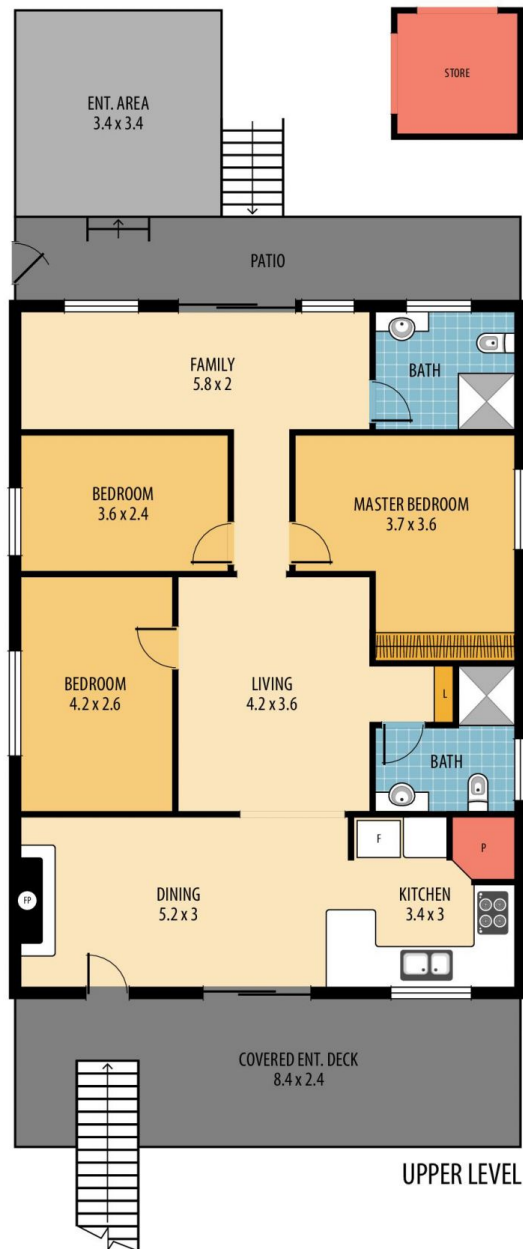 ENT. AREA
3.4 x 3.4
STORE
PATIO
FAMILY
5.8 x 2
BATH
BEDROOM
3.6 x 2.4
MASTER BEDROOM
3.7 x 3.6
BEDROOM
4.2 x 2.6
LIVING
4.2 x 3.6
L
BATH
F
P
FP
DINING
5.2 x 3
KITCHEN
3.4 x 3
COVERED ENT. DECK
8.4 x 2.4
UPPER LEVEL